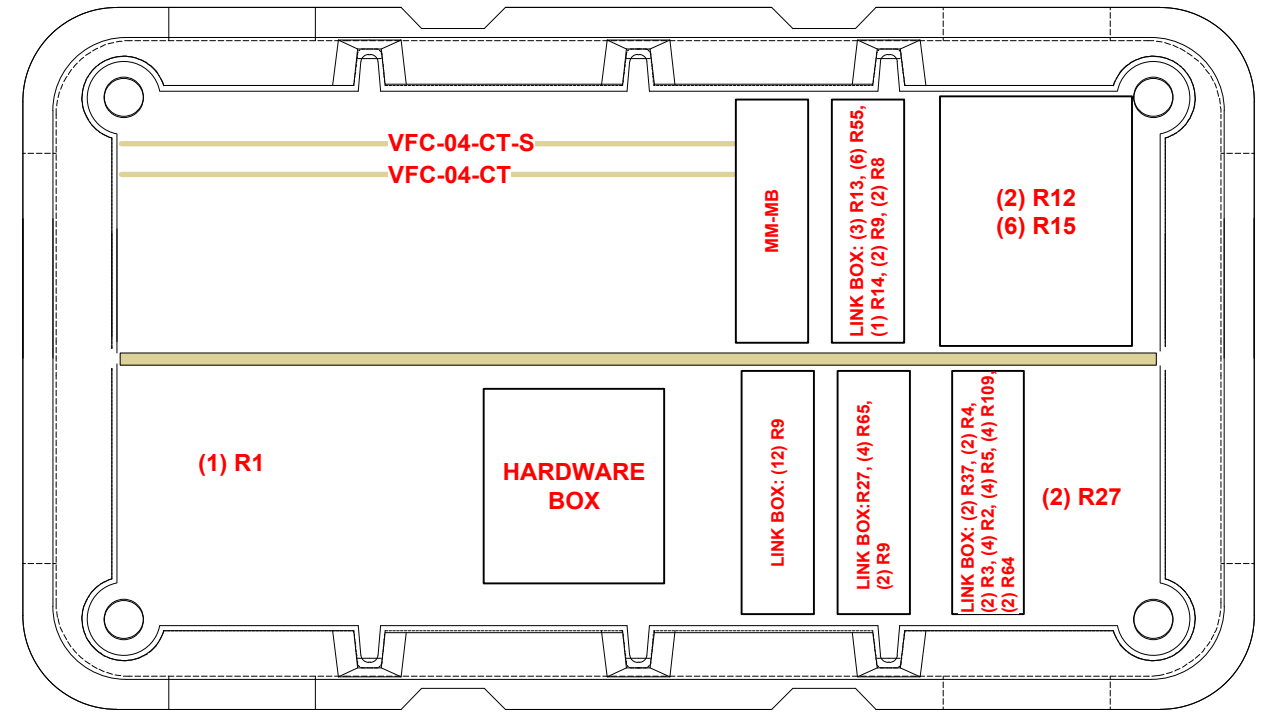 VFC-04-CT-S
VFC-04-CT
MM-MB
LINK BOX: (3) R13, (6) R55,
(1) R14, (2) R9, (2) R8
(2) R12
(6) R15
(1) R1
HARDWARE
BOX
LINK BOX: (12) R9
LINK BOX:R27, (4) R65,
(2) R9
LINK BOX: (2) R37, (2) R4,
(2) R3, (4) R2, (4) R5, (4) R109,
(2) R64
(2) R27